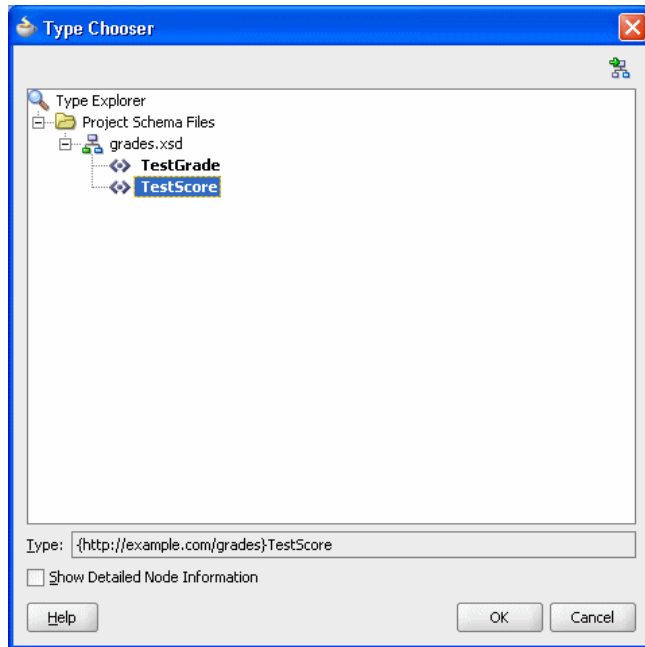 Type Chooser
Type Explorer
Project Schema Files
grades.xsd
TestGrade
TestScore
Type: {http://example.com/grades}TestScore
Show Detailed Node Information
Help OK Cancel